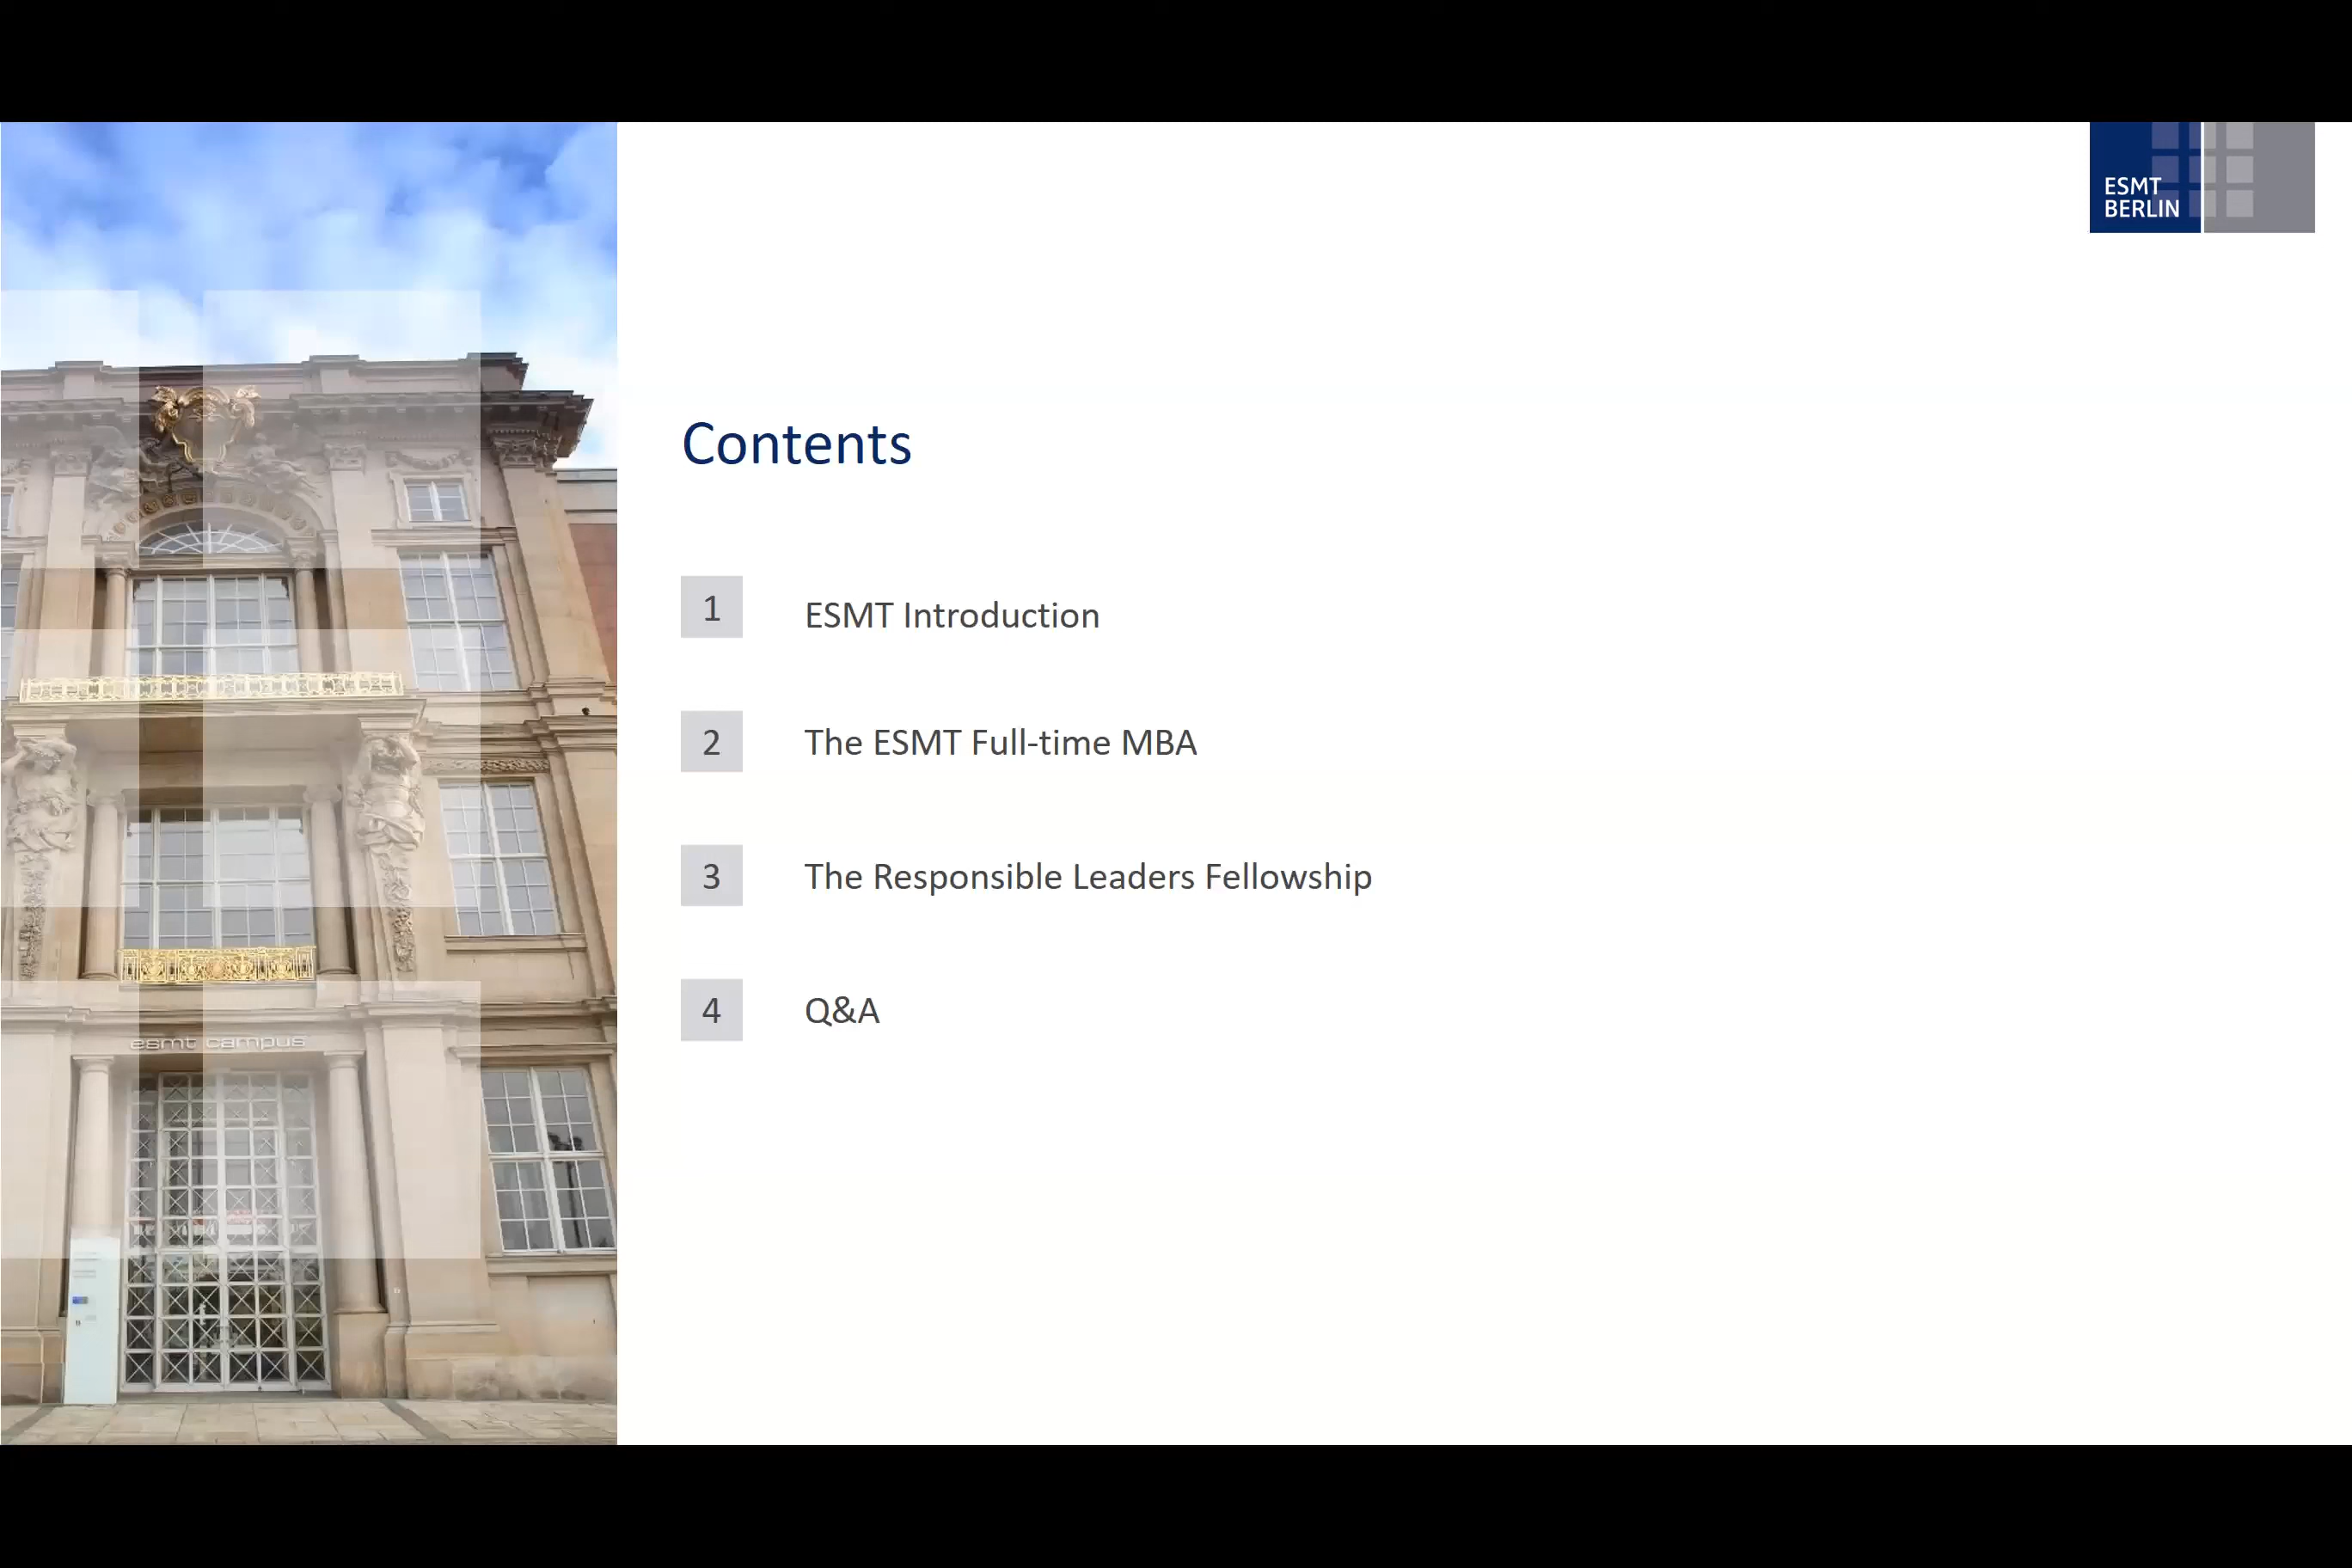 ESMT
BERLIN
Contents
1 ESMT Introduction
2 The ESMT Full-time MBA
3 The Responsible Leaders Fellowship
4 Q&A
esmt campus